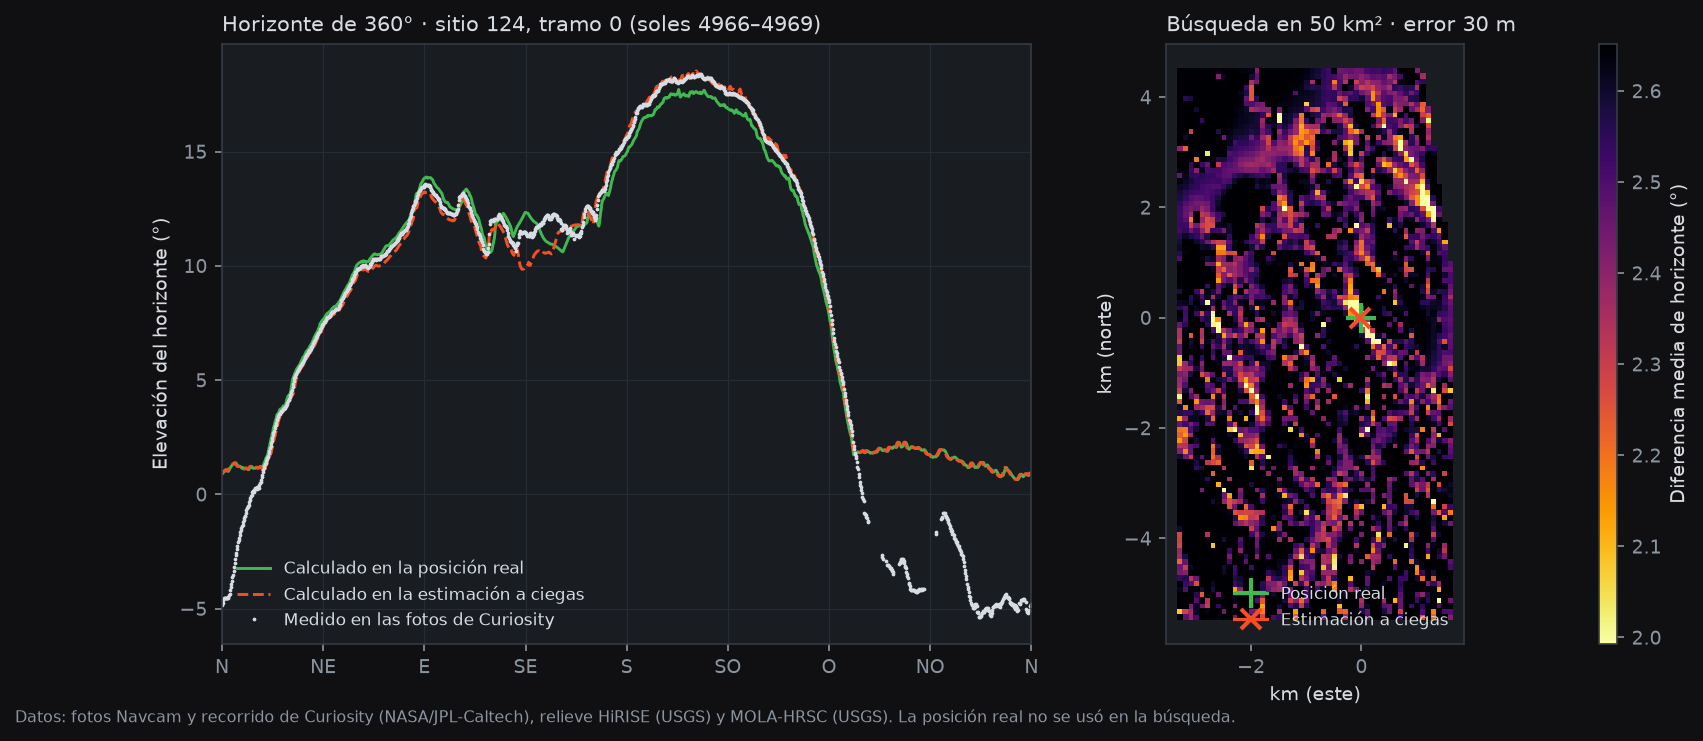 Horizonte de 360° · sitio 124, tramo 0 (soles 4966–4969)
Elevación del horizonte (°)
15
10
5
0
−5
N
NE
E
SE
S
SO
O
NO
N
Calculado en la posición real
Calculado en la estimación a ciegas
Medido en las fotos de Curiosity
Búsqueda en 50 km² · error 30 m
km (norte)
4
2
0
−2
−4
−2
0
km (este)
Posición real
Estimación a ciegas
2.6
2.5
2.4
2.3
2.2
2.1
2.0
Diferencia media de horizonte (°)
Datos: fotos Navcam y recorrido de Curiosity (NASA/JPL-Caltech), relieve HiRISE (USGS) y MOLA-HRSC (USGS). La posición real no se usó en la búsqueda.